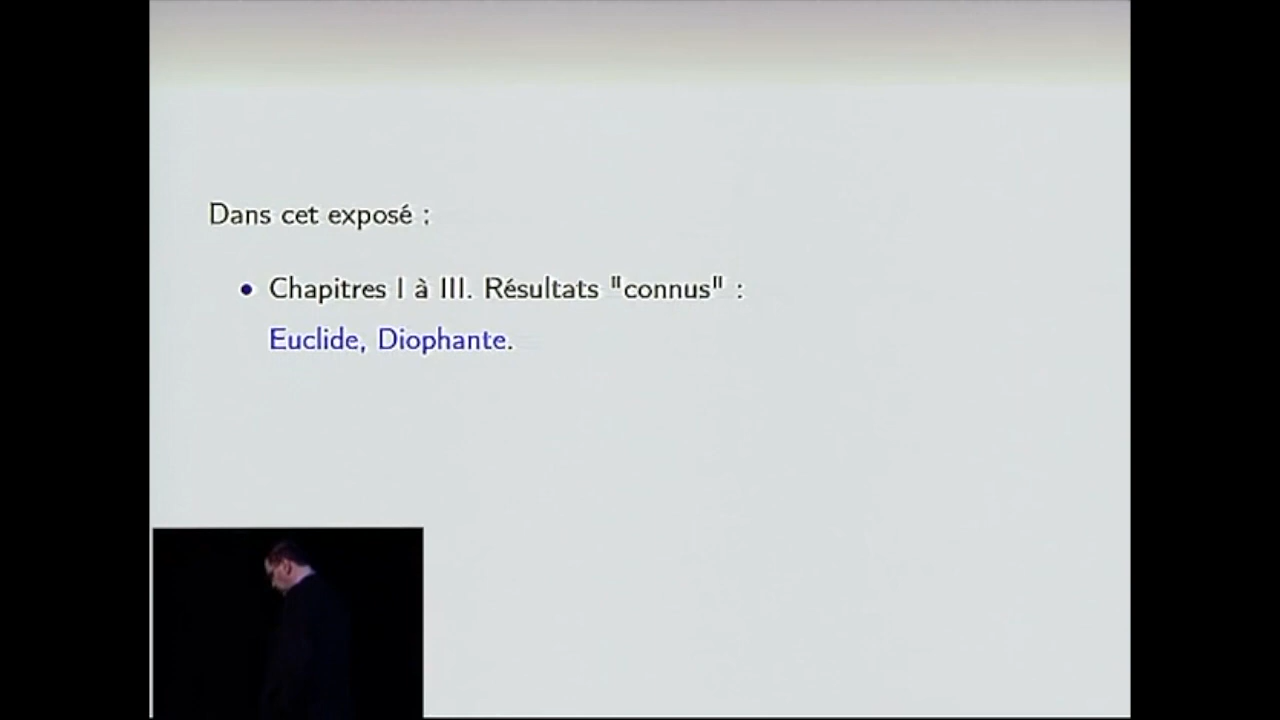 Dans cet exposé :
• Chapitres I à III. Résultats "connus" :
Euclide, Diophante.